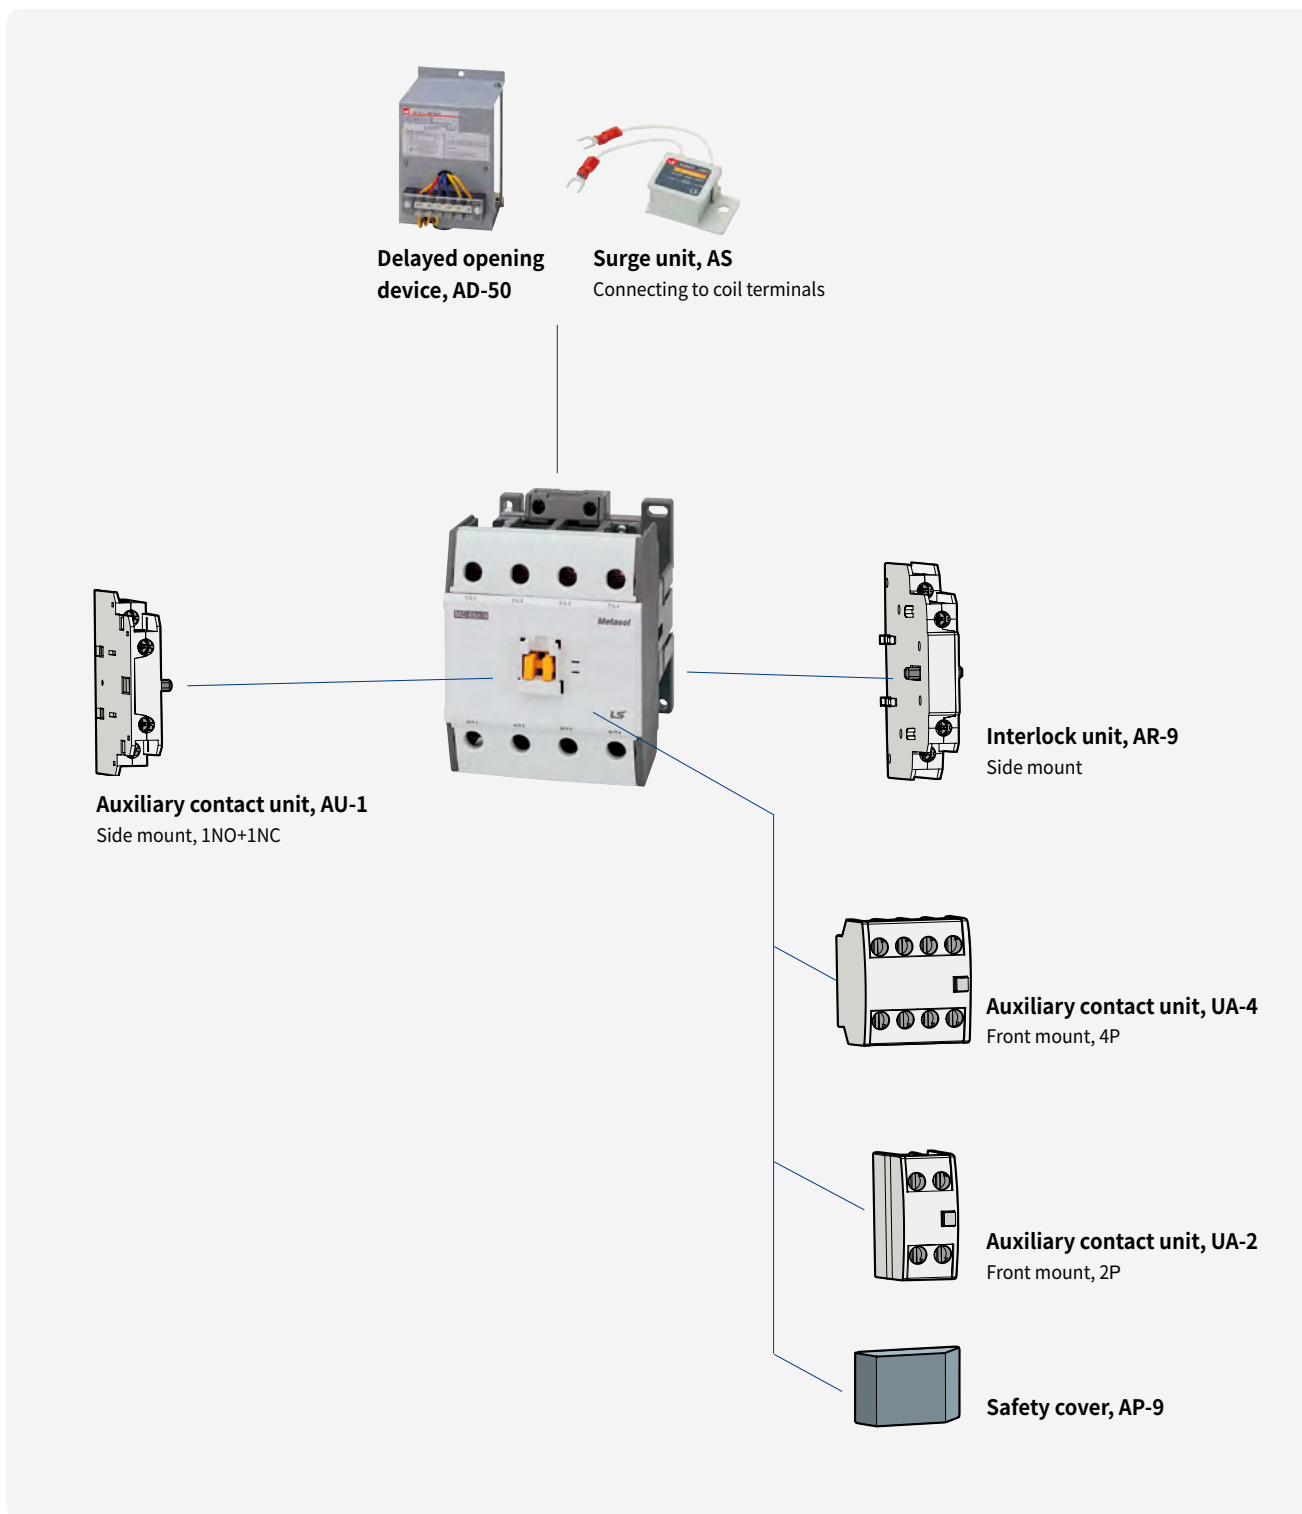 Delayed opening
device, AD-50
Surge unit, AS
Connecting to coil terminals
Metasol
LS
Interlock unit, AR-9
Side mount
Auxiliary contact unit, AU-1
Side mount, 1NO+1NC
Auxiliary contact unit, UA-4
Front mount, 4P
Auxiliary contact unit, UA-2
Front mount, 2P
Safety cover, AP-9